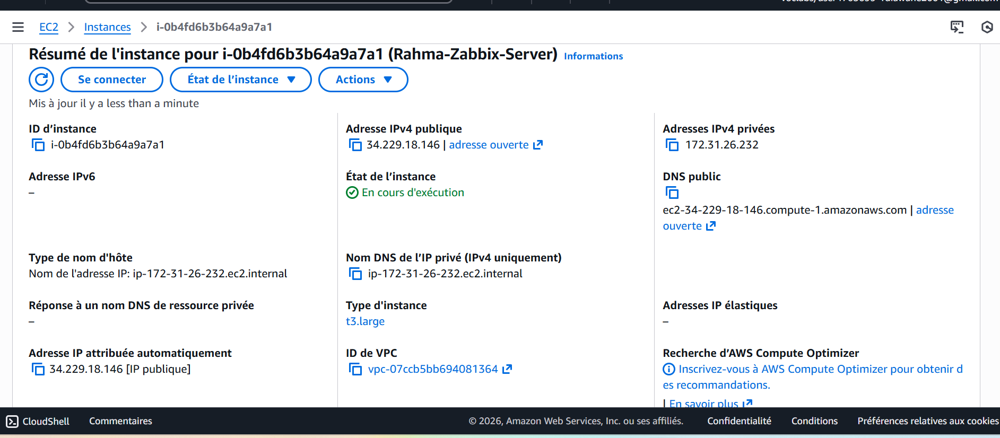 EC2 > Instances > i-0b4fd6b3b64a9a7a1
Résumé de l'instance pour i-0b4fd6b3b64a9a7a1 (Rahma-Zabbix-Server) Informations
Se connecter
État de l’instance
Actions
Mis à jour il y a less than a minute
ID d’instance
i-0b4fd6b3b64a9a7a1
Adresse IPv4 publique
34.229.18.146 | adresse ouverte
Adresses IPv4 privées
172.31.26.232
Adresse IPv6
–
État de l’instance
En cours d'exécution
DNS public
ec2-34-229-18-146.compute-1.amazonaws.com | adresse
ouverte
Type de nom d'hôte
Nom de l'adresse IP: ip-172-31-26-232.ec2.internal
Nom DNS de l’IP privé (IPv4 uniquement)
ip-172-31-26-232.ec2.internal
Réponse à un nom DNS de ressource privée
–
Type d'instance
t3.large
Adresses IP élastiques
–
Adresse IP attribuée automatiquement
34.229.18.146 [IP publique]
ID de VPC
vpc-07ccb5bb694081364
Recherche d’AWS Compute Optimizer
Inscrivez-vous à AWS Compute Optimizer pour obtenir d
es recommandations.
| En savoir plus
CloudShell
Commentaires
© 2026, Amazon Web Services, Inc. ou ses affiliés.
Confidentialité
Conditions
Préférences relatives aux cookies